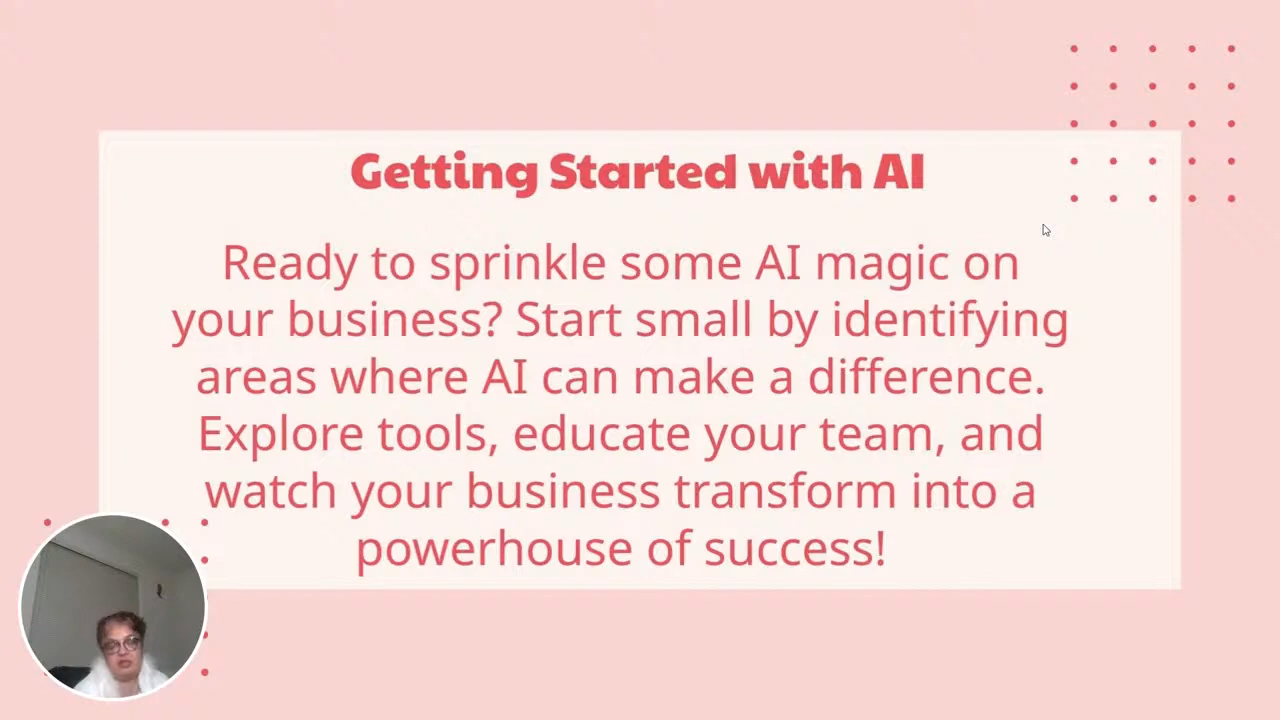 Getting Started with AI
Ready to sprinkle some AI magic on
your business? Start small by identifying
areas where AI can make a difference.
Explore tools, educate your team, and
watch your business transform into a
powerhouse of success!